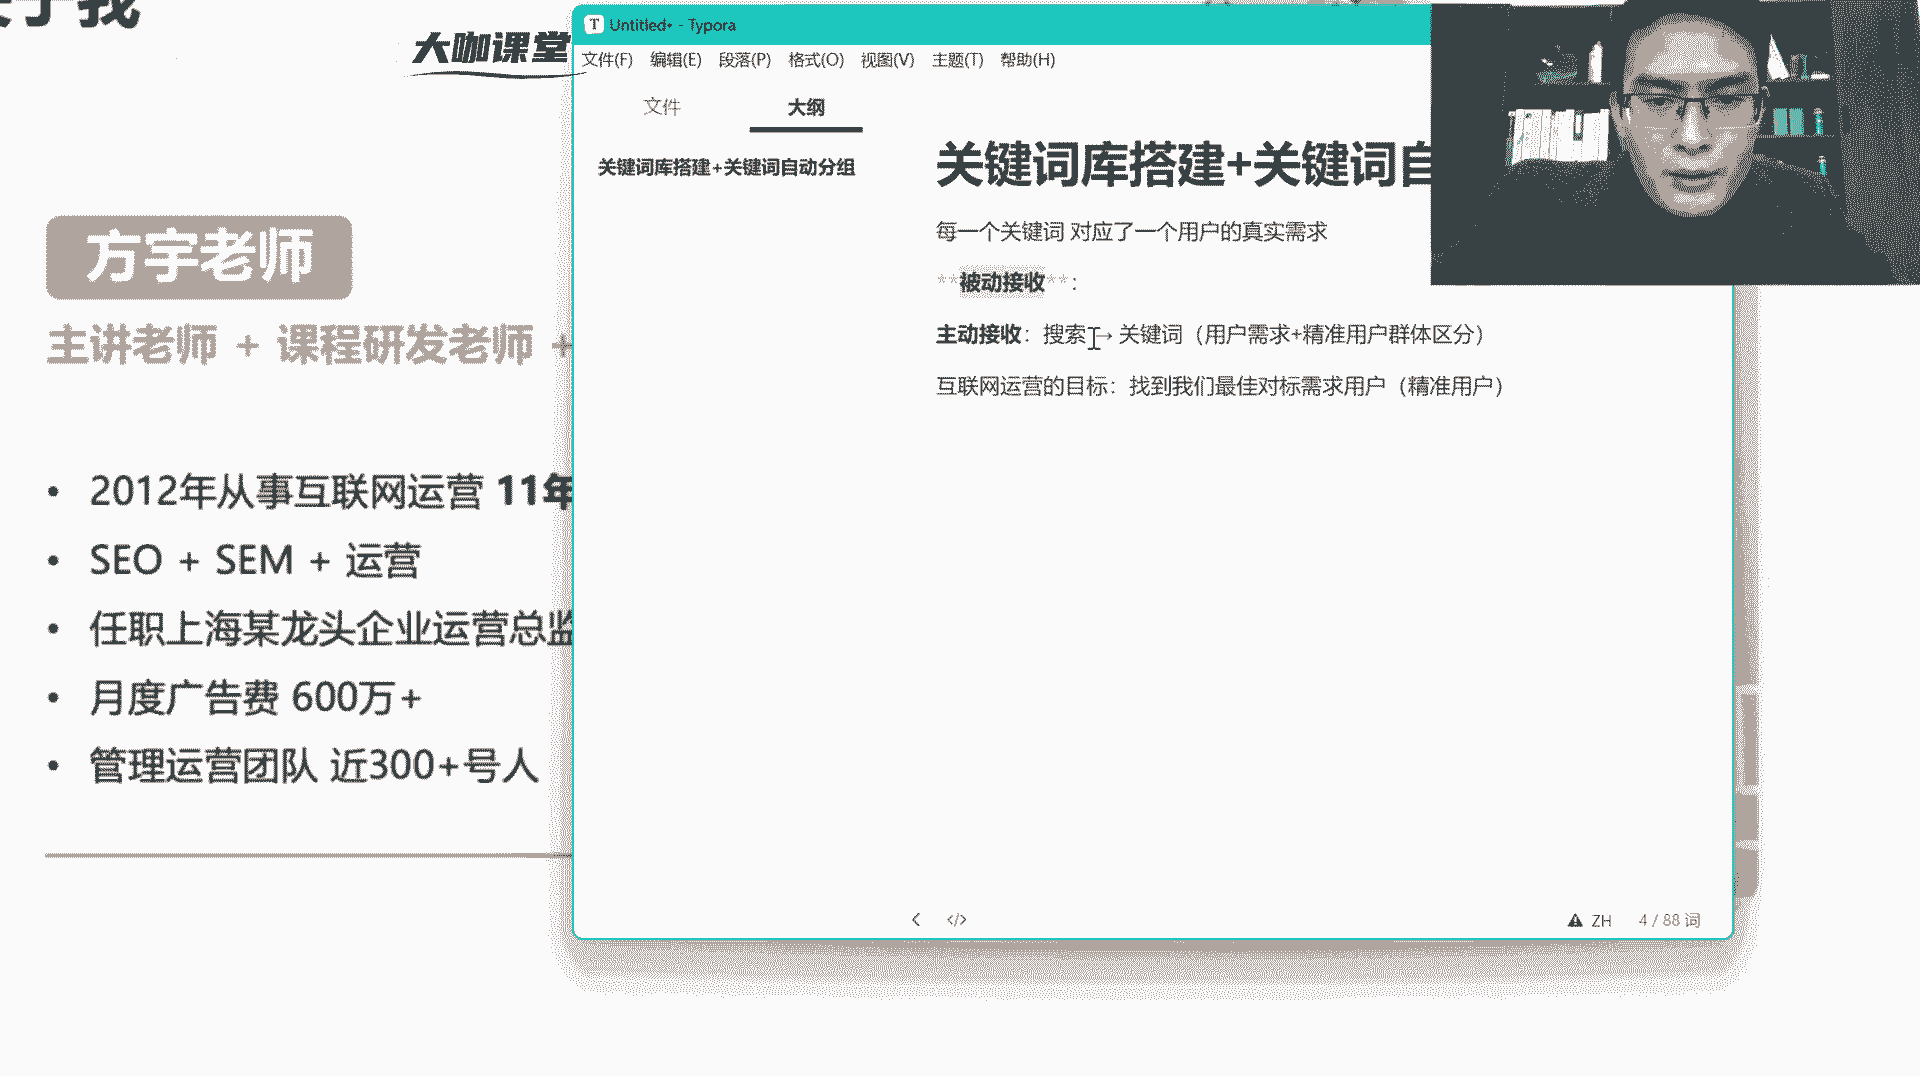 于我
大咖课堂
方宇老师
主讲老师 + 课程研发老师 +
• 2012年从事互联网运营 11年
• SEO + SEM + 运营
• 任职上海某龙头企业运营总监
• 月度广告费 600万+
• 管理运营团队 近300+号人
T Untitled• - Typora
文件(F) 编辑(E) 段落(P) 格式(O) 视图(V) 主题(T) 帮助(H)
文件 大纲
关键词库搭建+关键词自动分组
关键词库搭建+关键词自
每一个关键词 对应了一个用户的真实需求
**被动接收**：
主动接收：搜索 → 关键词（用户需求+精准用户群体区分）
互联网运营的目标：找到我们最佳对标需求用户（精准用户）
ZH 4 / 88 词